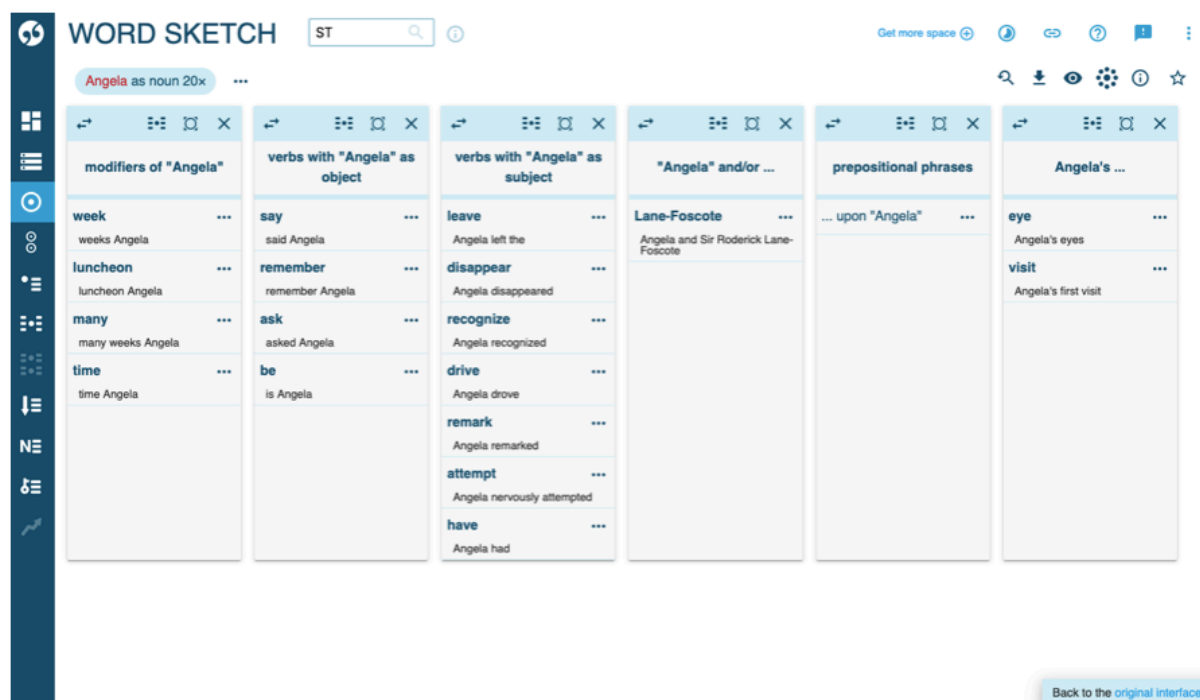 WORD SKETCH
ST
Get more space
Angela as noun 20×
modifiers of "Angela"
week
weeks Angela
luncheon
luncheon Angela
many
many weeks Angela
time
time Angela
verbs with "Angela" as
object
say
said Angela
remember
remember Angela
ask
asked Angela
be
is Angela
verbs with "Angela" as
subject
leave
Angela left the
disappear
Angela disappeared
recognize
Angela recognized
drive
Angela drove
remark
Angela remarked
attempt
Angela nervously attempted
have
Angela had
"Angela" and/or ...
Lane-Foscote
Angela and Sir Roderick Lane-
Foscote
prepositional phrases
... upon "Angela"
Angela's ...
eye
Angela's eyes
visit
Angela's first visit
Back to the original interface